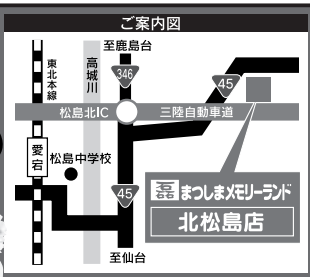 ご案内図
至鹿島台
東北本線
高城川
346
45
松島北IC
三陸自動車道
愛宕
松島中学校
45
まつしまメモリーランド
北松島店
至仙台